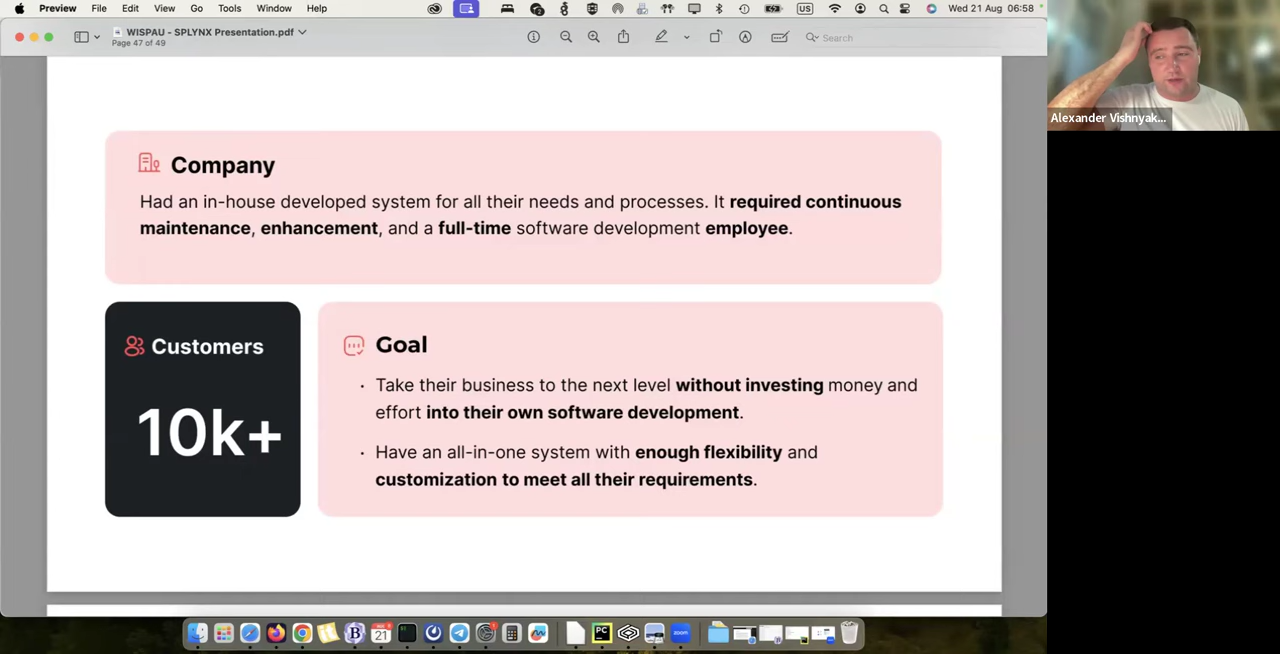 Preview File Edit View Go Tools Window Help US Wed 21 Aug 06:58
WISPAU - SPLYNX Presentation.pdf
Page 47 of 49
Search
Alexander Vishnyak...
Company
Had an in-house developed system for all their needs and processes. It required continuous
maintenance, enhancement, and a full-time software development employee.
Customers
10k+
Goal
· Take their business to the next level without investing money and
effort into their own software development.
· Have an all-in-one system with enough flexibility and
customization to meet all their requirements.
21
PC
zoom